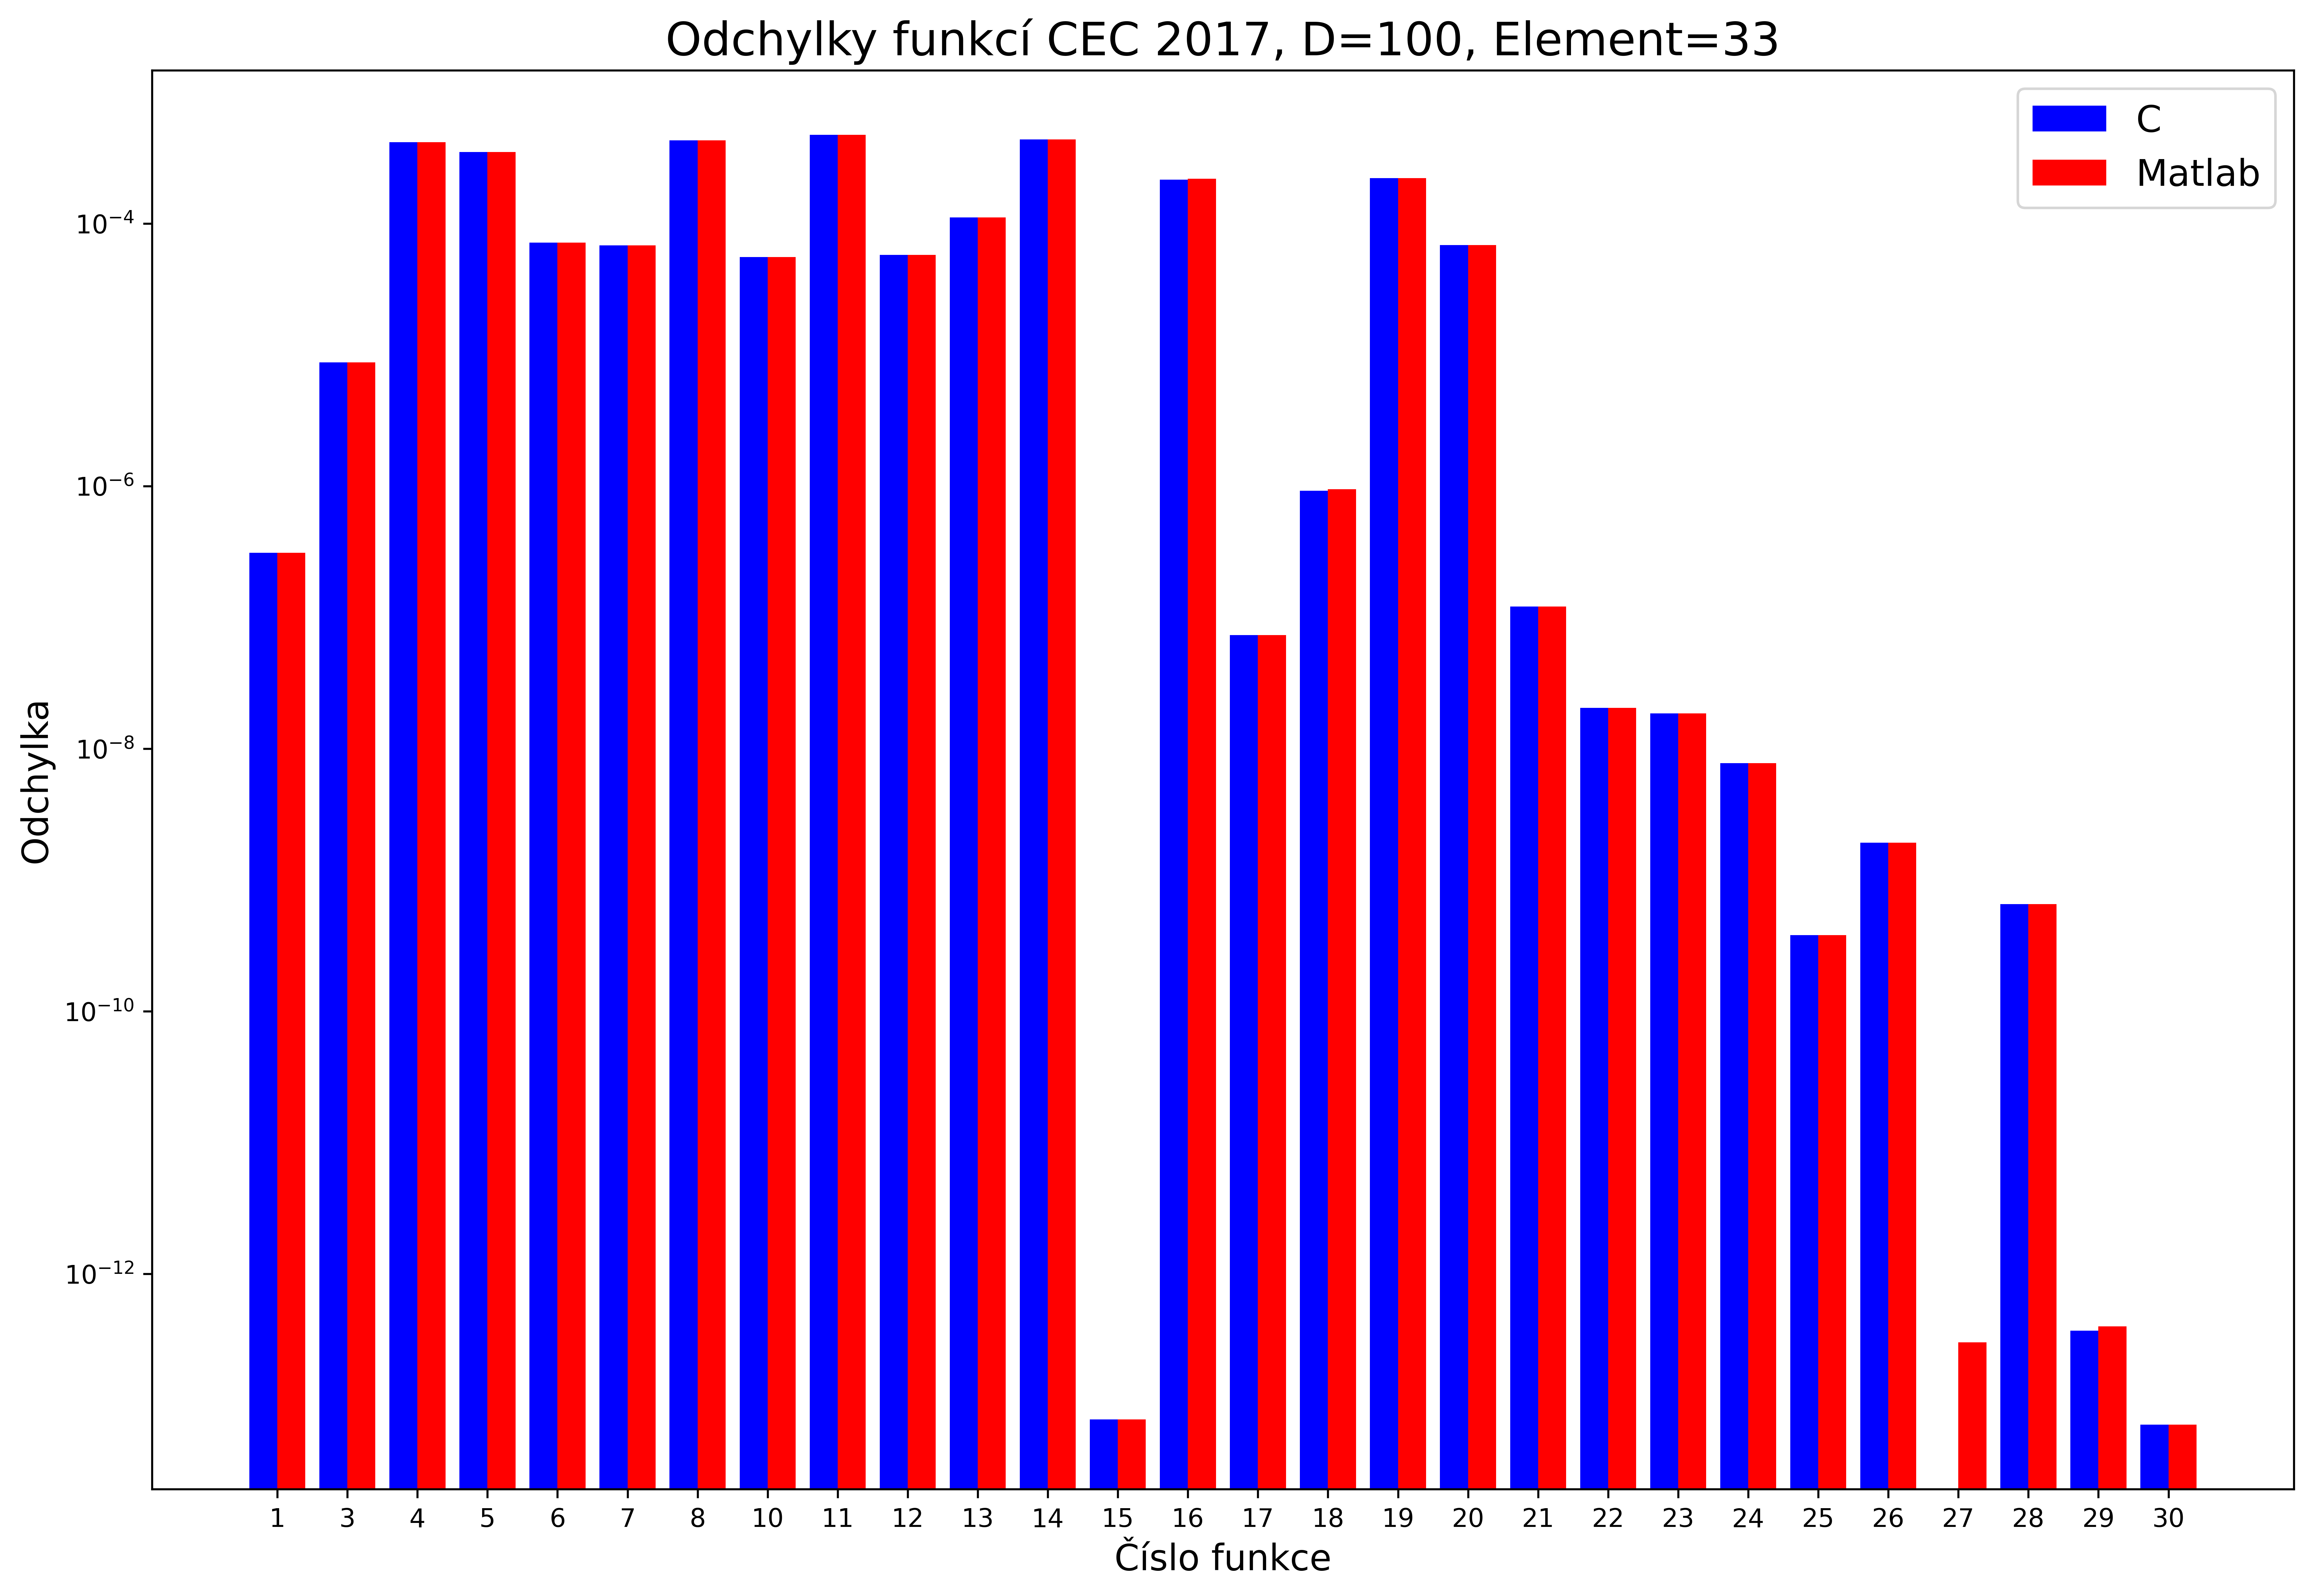 Odchylky funkcí CEC 2017, D=100, Element=33
C
Matlab
10⁻⁴
10⁻⁶
10⁻⁸
10⁻¹⁰
10⁻¹²
Odchylka
1 3 4 5 6 7 8 10 11 12 13 14 15 16 17 18 19 20 21 22 23 24 25 26 27 28 29 30
Číslo funkce